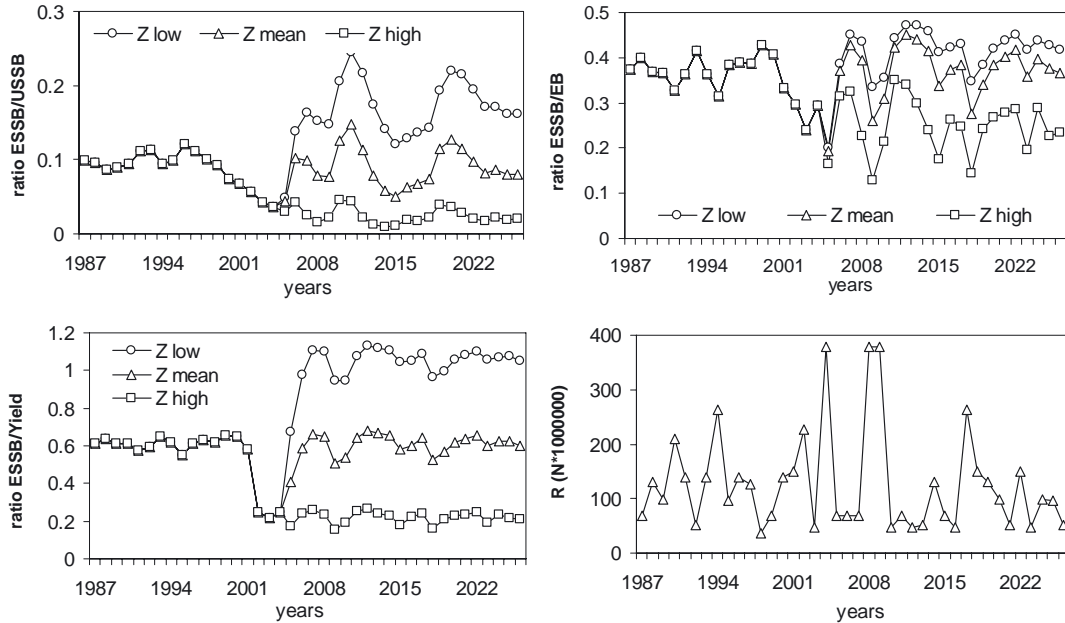 ratio ESSB/USSB
0.3
0.2
0.1
0
Z low Z mean Z high
1987 1994 2001 2008 2015 2022
years
ratio ESSB/EB
0.5
0.4
0.3
0.2
0.1
0
Z low Z mean Z high
1987 1994 2001 2008 2015 2022
years
ratio ESSB/Yield
1.2
1
0.8
0.6
0.4
0.2
0
Z low
Z mean
Z high
1987 1994 2001 2008 2015 2022
years
R (N*1000000)
400
300
200
100
0
1987 1994 2001 2008 2015 2022
years